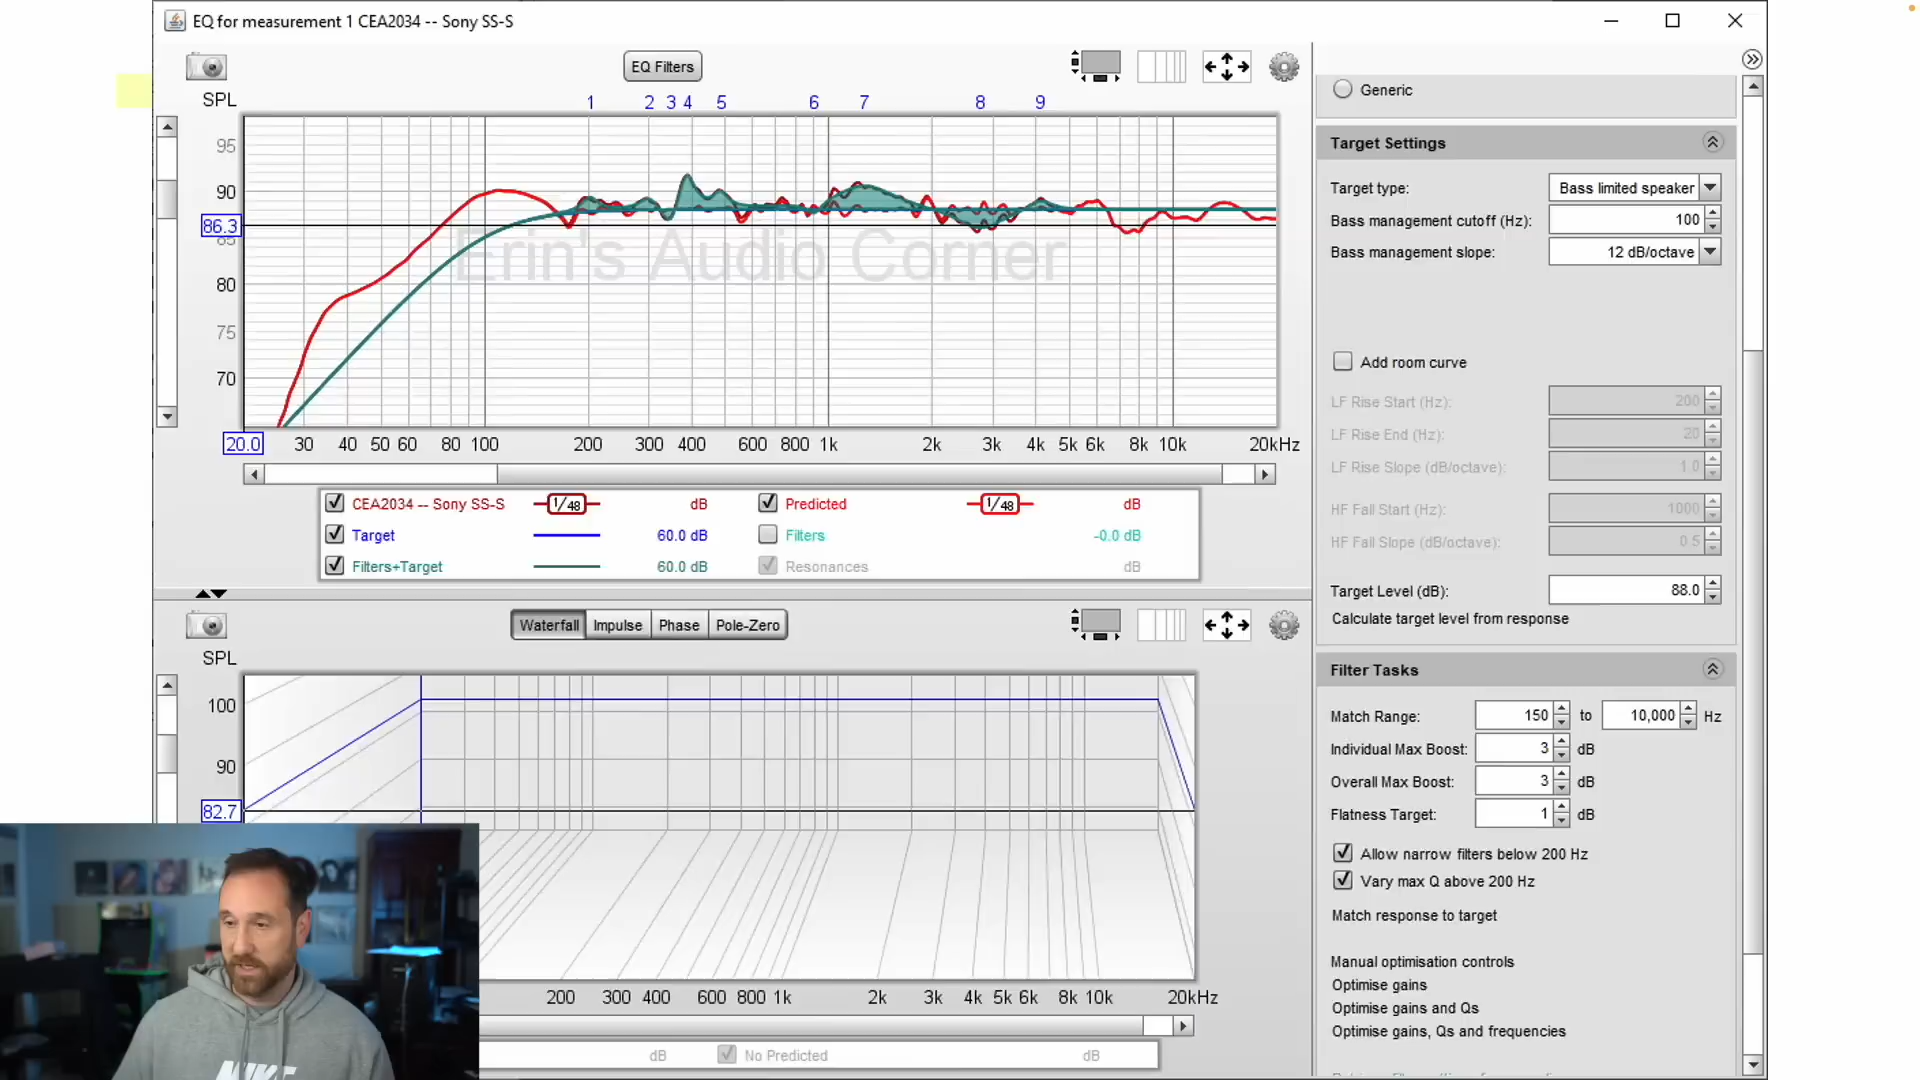 EQ for measurement 1 CEA2034 -- Sony SS-S
EQ Filters
SPL
1 2 3 4 5 6 7 8 9
95
90
86.3
85
80
75
70
Erin's Audio Corner
20.0 30 40 50 60 80 100 200 300 400 600 800 1k 2k 3k 4k 5k 6k 8k 10k 20kHz
CEA2034 -- Sony SS-S 1/48 dB Predicted 1/48 dB
Target 60.0 dB Filters -0.0 dB
Filters+Target 60.0 dB Resonances dB
Waterfall Impulse Phase Pole-Zero
SPL
100
90
82.7
200 300 400 600 800 1k 2k 3k 4k 5k 6k 8k 10k 20kHz
dB No Predicted dB
NIKE
Generic
Target Settings
Target type: Bass limited speaker
Bass management cutoff (Hz): 100
Bass management slope: 12 dB/octave
Add room curve
LF Rise Start (Hz): 200
LF Rise End (Hz): 20
LF Rise Slope (dB/octave): 1.0
HF Fall Start (Hz): 1000
HF Fall Slope (dB/octave): 0.5
Target Level (dB): 88.0
Calculate target level from response
Filter Tasks
Match Range: 150 to 10,000 Hz
Individual Max Boost: 3 dB
Overall Max Boost: 3 dB
Flatness Target: 1 dB
Allow narrow filters below 200 Hz
Vary max Q above 200 Hz
Match response to target
Manual optimisation controls
Optimise gains
Optimise gains and Qs
Optimise gains, Qs and frequencies